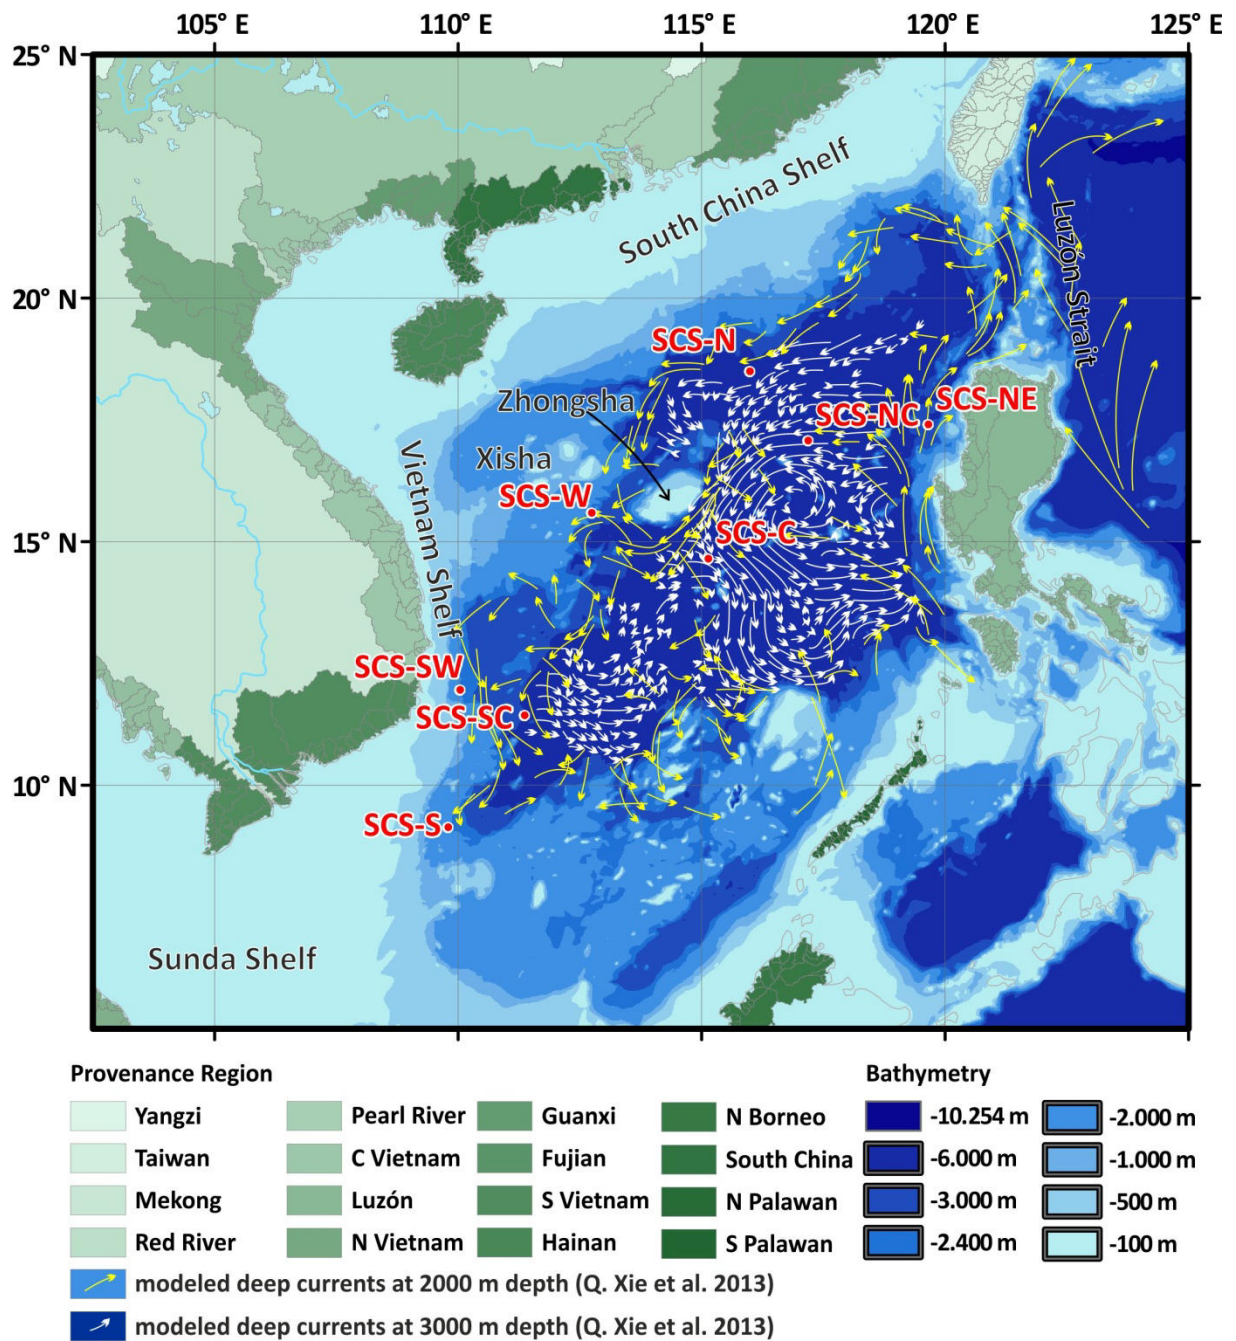 105° E 110° E 115° E 120° E 125° E
25° N
20° N
15° N
10° N
South China Shelf
Luzón Strait
SCS-N
Zhongsha
SCS-NC
SCS-NE
Xisha
SCS-W
Vietnam Shelf
SCS-C
SCS-SW
SCS-SC
SCS-S
Sunda Shelf
Provenance Region
Yangzi
Taiwan
Mekong
Red River
Pearl River
C Vietnam
Luzón
N Vietnam
Guanxi
Fujian
S Vietnam
Hainan
N Borneo
South China
N Palawan
S Palawan
Bathymetry
-10.254 m
-6.000 m
-3.000 m
-2.400 m
-2.000 m
-1.000 m
-500 m
-100 m
modeled deep currents at 2000 m depth (Q. Xie et al. 2013)
modeled deep currents at 3000 m depth (Q. Xie et al. 2013)